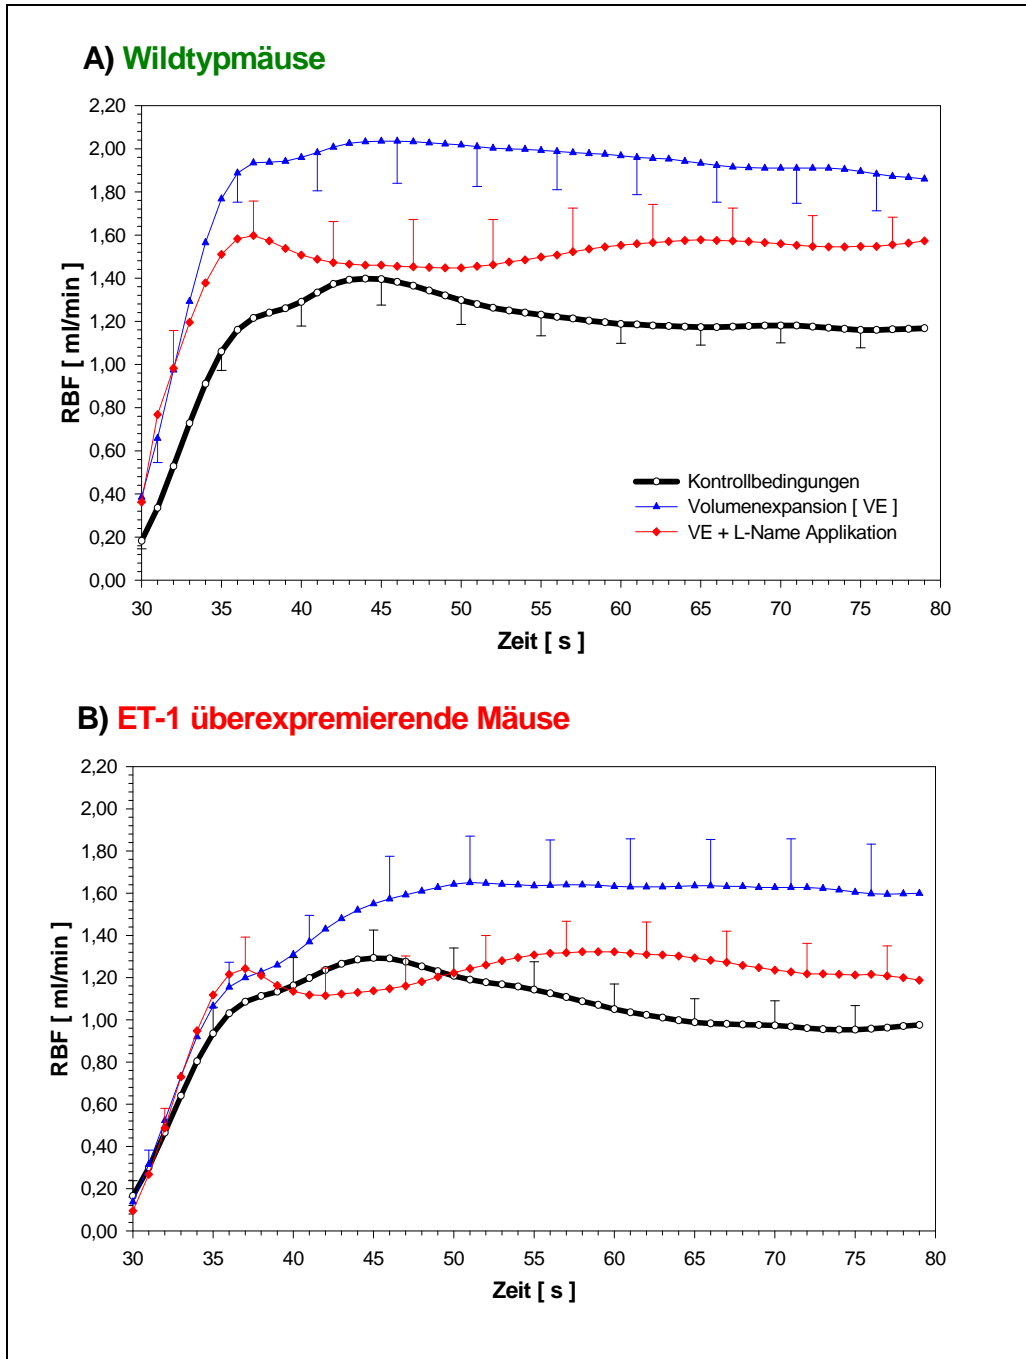 A) Wildtypmäuse
2,20
2,00
1,80
1,60
1,40
1,20
1,00
0,80
0,60
0,40
0,20
0,00
RBF [ ml/min ]
Kontrollbedingungen
Volumenexpansion [ VE ]
VE + L-Name Applikation
30 35 40 45 50 55 60 65 70 75 80
Zeit [ s ]
B) ET-1 überexpremierende Mäuse
2,20
2,00
1,80
1,60
1,40
1,20
1,00
0,80
0,60
0,40
0,20
0,00
RBF [ ml/min ]
30 35 40 45 50 55 60 65 70 75 80
Zeit [ s ]